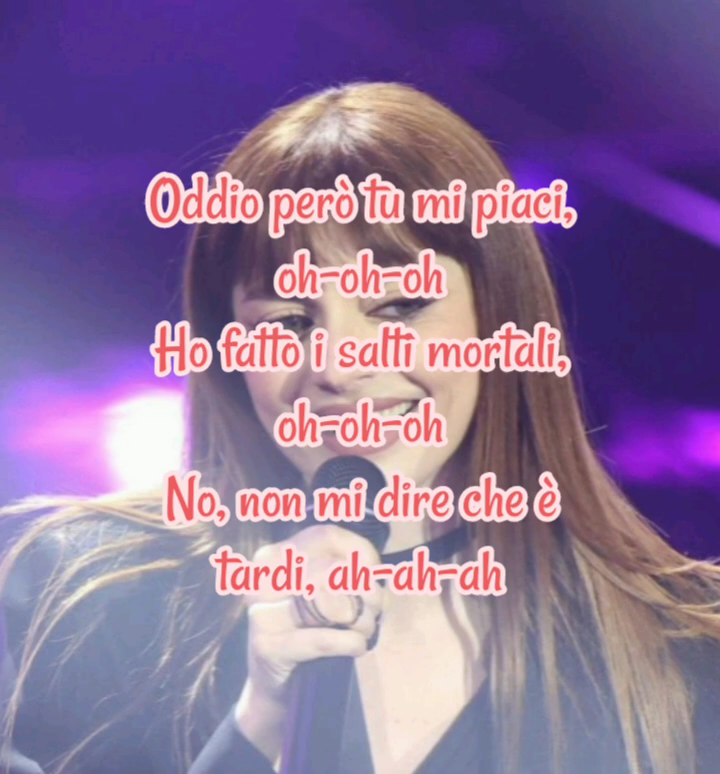 Oddio però tu mi piaci,
oh-oh-oh
Ho fatto i salti mortali,
oh-oh-oh
No, non mi dire che è
tardi, ah-ah-ah